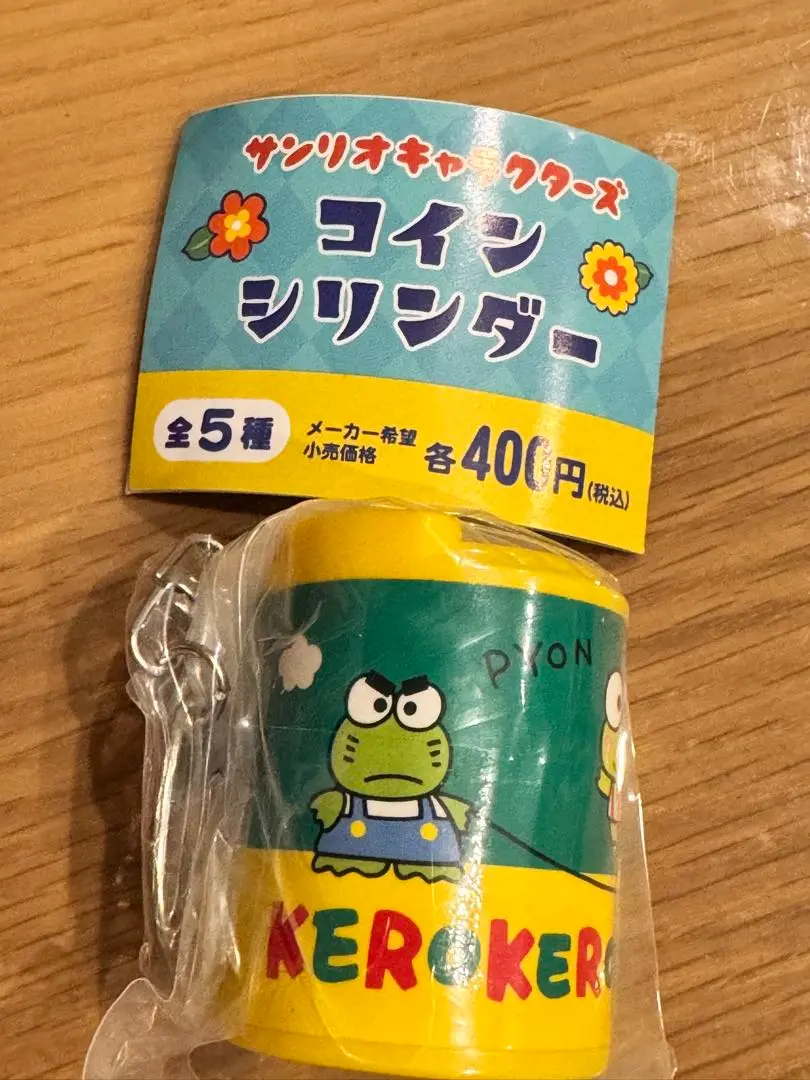 サンリオキャラクターズ
コイン
シリンダー
全5種
メーカー希望
小売価格
各400円(税込)
PYON
KEROKERO